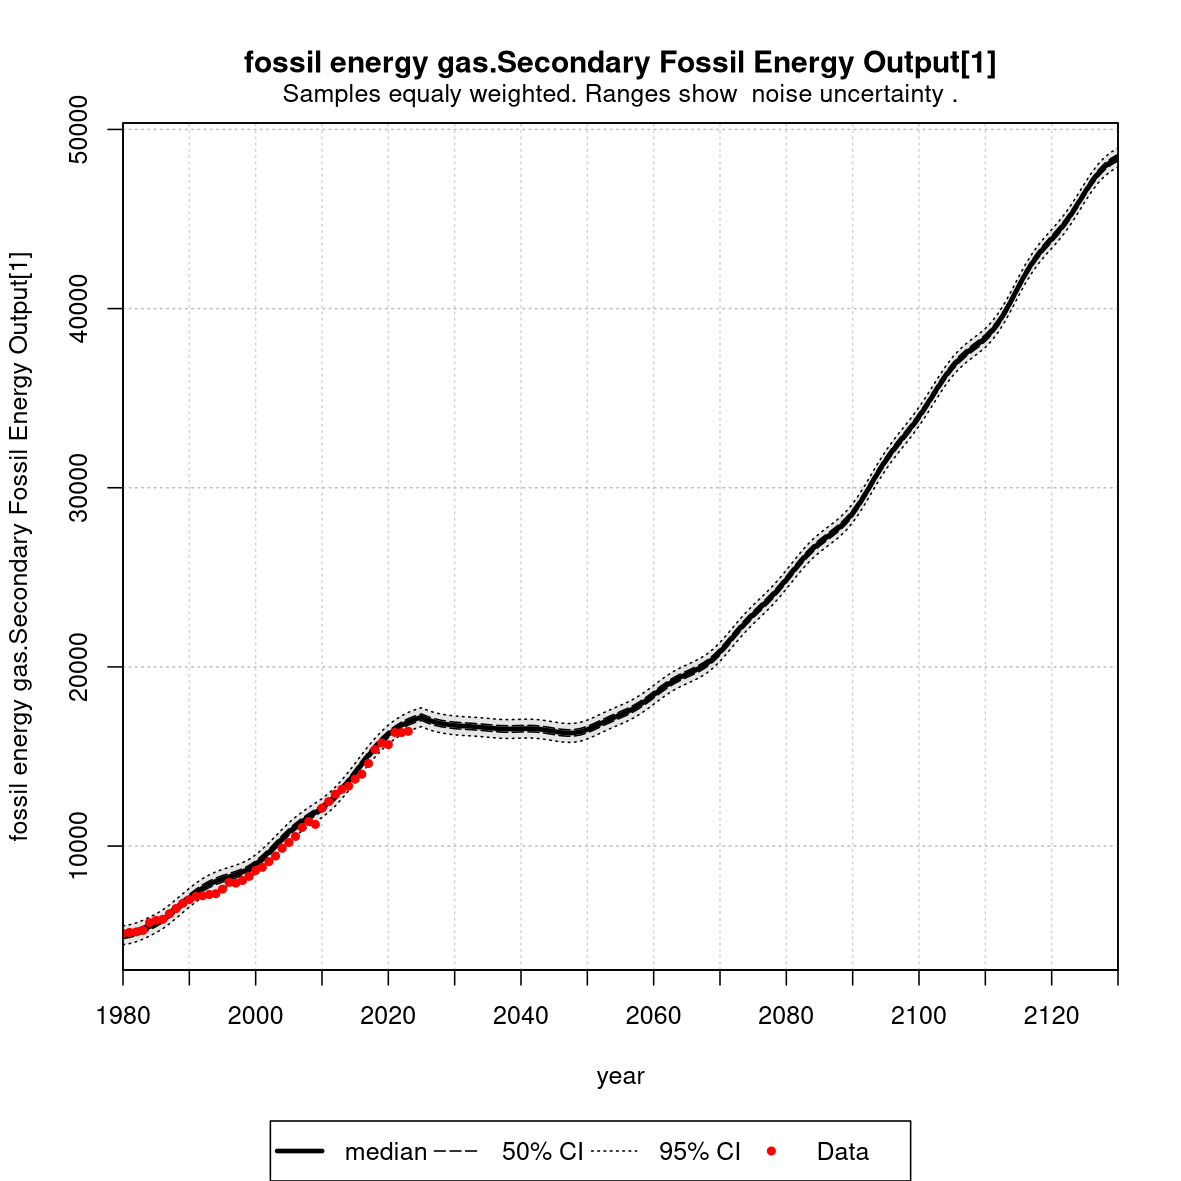 fossil energy gas.Secondary Fossil Energy Output[1]
Samples equaly weighted. Ranges show  noise uncertainty .
fossil energy gas.Secondary Fossil Energy Output[1]
50000
40000
30000
20000
10000
1980 2000 2020 2040 2060 2080 2100 2120
year
median 50% CI 95% CI Data